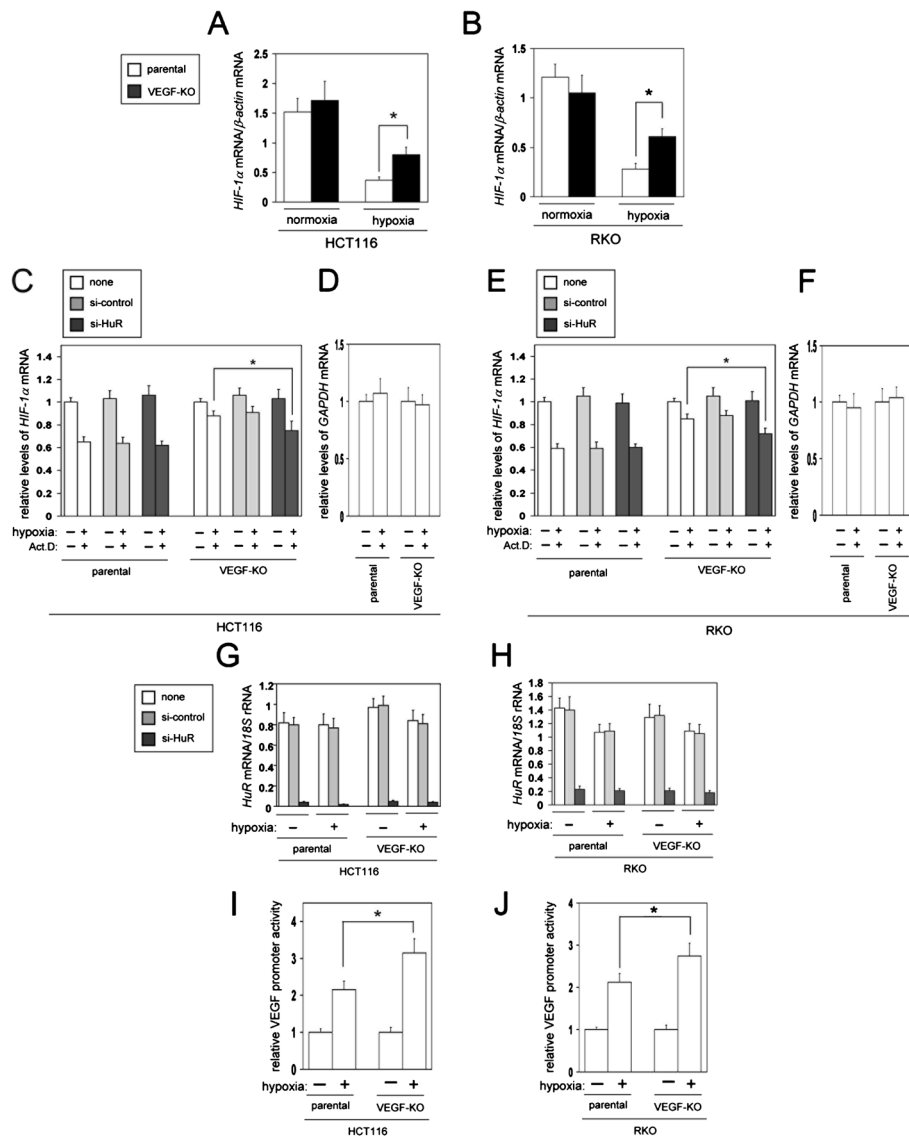 A
B
parental
VEGF-KO
HIF-1α mRNA/β-actin mRNA
2.5
2
1.5
1
0.5
0
*
normoxia
hypoxia
HCT116
HIF-1α mRNA/β-actin mRNA
1.5
1
0.5
0
*
normoxia
hypoxia
RKO
C
none
si-control
si-HuR
relative levels of HIF-1α mRNA
1.4
1.2
1
0.8
0.6
0.4
0.2
0
*
hypoxia: − + − + − + − + − + − +
Act.D: − + − + − + − + − + − +
parental
VEGF-KO
D
relative levels of GAPDH mRNA
1.5
1
0.5
0
− + − +
− + − +
parental
VEGF-KO
HCT116
E
none
si-control
si-HuR
relative levels of HIF-1α mRNA
1.4
1.2
1
0.8
0.6
0.4
0.2
0
*
hypoxia: − + − + − + − + − + − +
Act.D: − + − + − + − + − + − +
parental
VEGF-KO
F
relative levels of GAPDH mRNA
1.5
1
0.5
0
− + − +
− + − +
parental
VEGF-KO
RKO
G
none
si-control
si-HuR
HuR mRNA/18S rRNA
1.2
1
0.8
0.6
0.4
0.2
0
hypoxia: − + − +
parental
VEGF-KO
HCT116
H
HuR mRNA/18S rRNA
1.8
1.6
1.4
1.2
1
0.8
0.6
0.4
0.2
0
hypoxia: − + − +
parental
VEGF-KO
RKO
I
relative VEGF promoter activity
4
3
2
1
0
*
hypoxia: − + − +
parental
VEGF-KO
HCT116
J
relative VEGF promoter activity
4
3
2
1
0
*
hypoxia: − + − +
parental
VEGF-KO
RKO